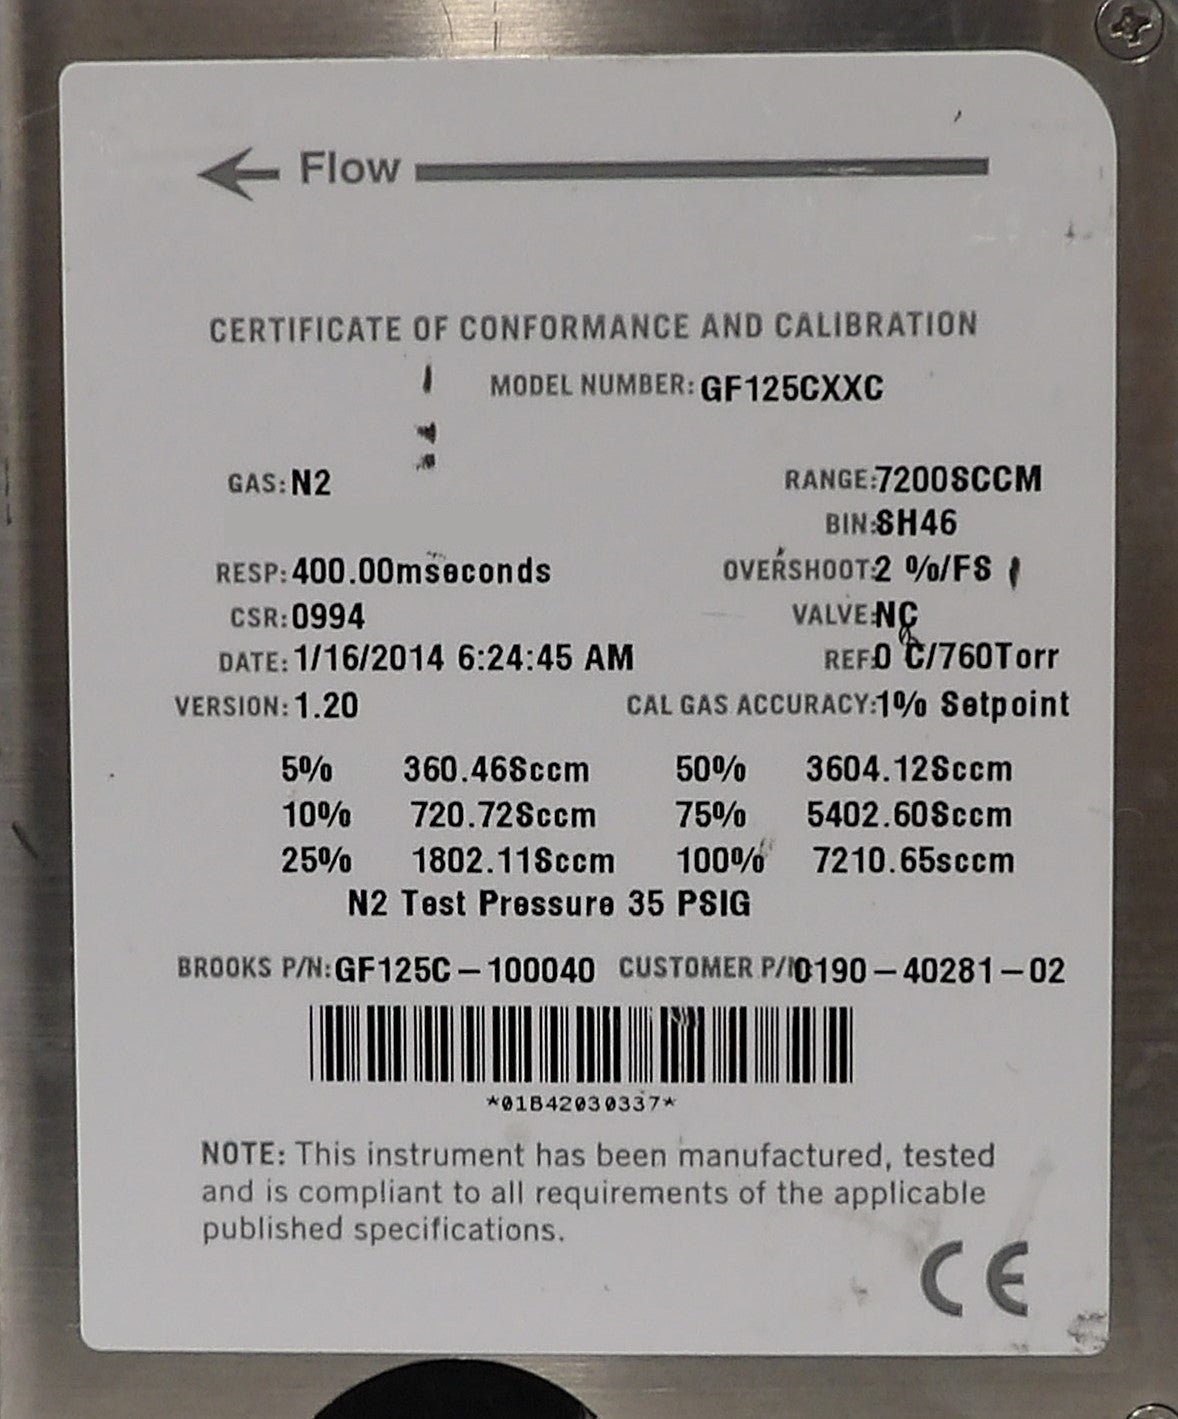 Flow
CERTIFICATE OF CONFORMANCE AND CALIBRATION
MODEL NUMBER: GF125CXXC
GAS: N2 RANGE: 7200SCCM
BIN: SH46
RESP: 400.00mseconds OVERSHOOT: 2 %/FS
CSR: 0994 VALVE: NC
DATE: 1/16/2014 6:24:45 AM REF: 0 C/760Torr
VERSION: 1.20 CAL GAS ACCURACY: 1% Setpoint
5% 360.46Sccm 50% 3604.12Sccm
10% 720.72Sccm 75% 5402.60Sccm
25% 1802.11Sccm 100% 7210.65sccm
N2 Test Pressure 35 PSIG
BROOKS P/N: GF125C-100040 CUSTOMER P/N 0190-40281-02
*01B42030337*
NOTE: This instrument has been manufactured, tested
and is compliant to all requirements of the applicable
published specifications.
CE